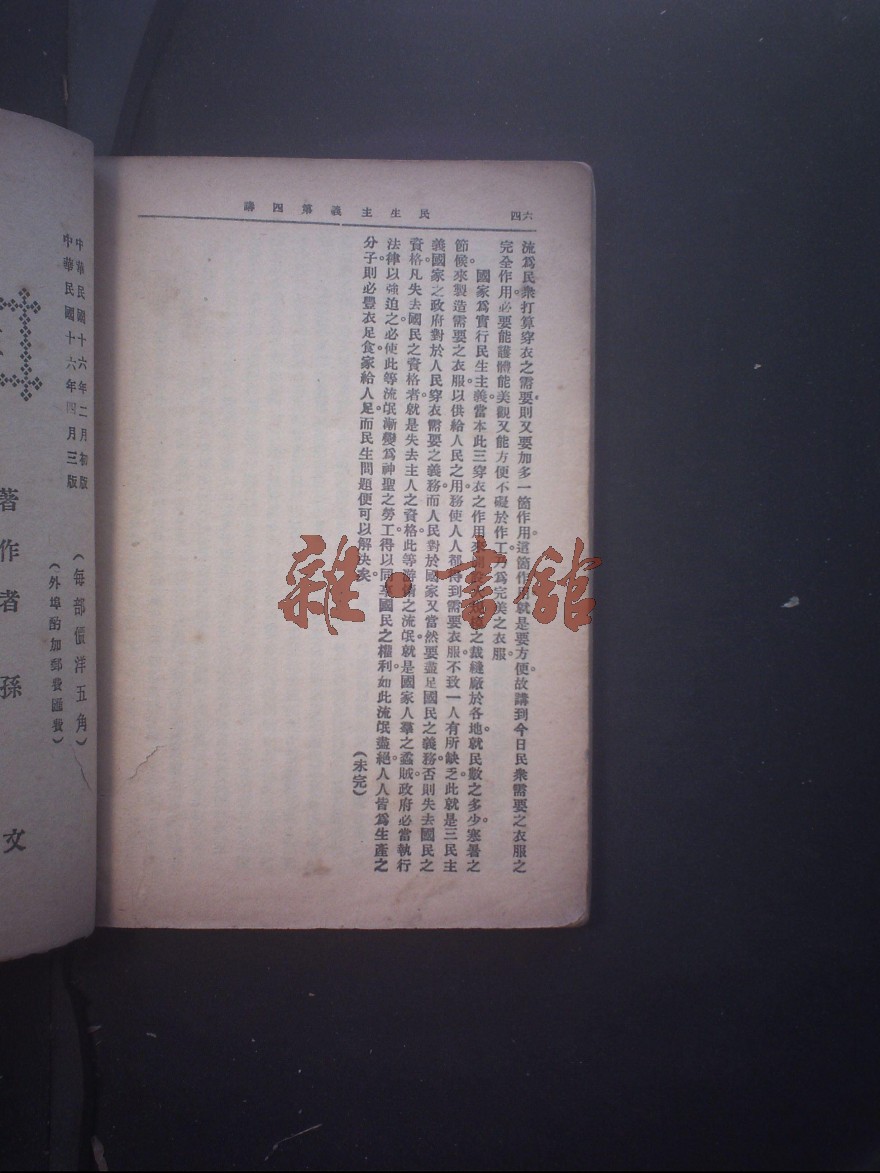 六四
民生主義第四講
流爲民衆打算穿衣之需要則又要加多一箇作用。這箇作用就是要方便。故講到今日民衆需要之衣服之
完全作用必要能護體能美觀又能方便不礙於作工乃爲完美之衣服。
國家爲實行民生主義當本此三穿衣之作用來開設大規模之裁縫廠於各地。就民數之多少。寒暑之
節候來製造需要之衣服。以供給人民之用。務使人人都得到需要衣服。不致一人有所缺乏。此就是三民主
義國家之政府對於人民穿衣需要之義務。而人民對於國家又當然要盡足國民之義務。否則失去國民之
資格。凡失去國民之資格者。就是失去主人之資格。此等游惰之流氓。就是國家人羣之蟊賊。政府必當執行
法律以強迫之。必使此等流氓漸變爲神聖之勞工。得以同享國民之權利。如此流氓盡絕。人人皆爲生產之
分子。則必豐衣足食。家給人足。而民生問題便可以解決矣。
(未完)
中華民國十六年二月初版
中華民國十六年四月三版
(每部價洋五角)
(外埠酌加郵費匯費)
著作者 孫 文
雜·書館